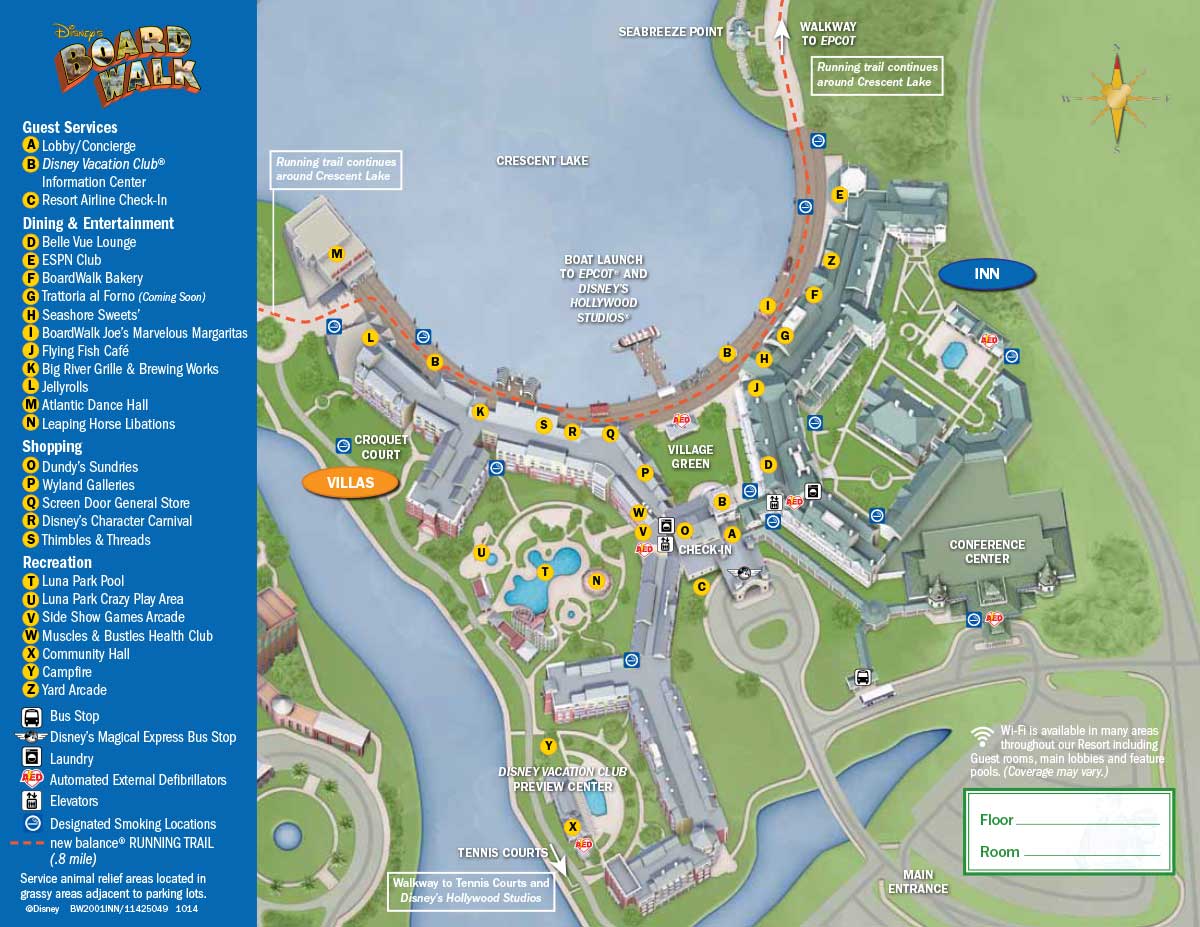 Disney's
BOARD
WALK
Guest Services
A Lobby/Concierge
B Disney Vacation Club®
Information Center
C Resort Airline Check-In
Dining & Entertainment
D Belle Vue Lounge
E ESPN Club
F BoardWalk Bakery
G Trattoria al Forno (Coming Soon)
H Seashore Sweets'
I BoardWalk Joe's Marvelous Margaritas
J Flying Fish Café
K Big River Grille & Brewing Works
L Jellyrolls
M Atlantic Dance Hall
N Leaping Horse Libations
Shopping
O Dundy's Sundries
P Wyland Galleries
Q Screen Door General Store
R Disney's Character Carnival
S Thimbles & Threads
Recreation
T Luna Park Pool
U Luna Park Crazy Play Area
V Side Show Games Arcade
W Muscles & Bustles Health Club
X Community Hall
Y Campfire
Z Yard Arcade
Bus Stop
Disney's Magical Express Bus Stop
Laundry
AED Automated External Defibrillators
Elevators
Designated Smoking Locations
new balance® RUNNING TRAIL
(.8 mile)
Service animal relief areas located in
grassy areas adjacent to parking lots.
©Disney BW2001INN/11425049 1014
SEABREEZE POINT
WALKWAY
TO EPCOT
Running trail continues
around Crescent Lake
N
W
E
S
Running trail continues
around Crescent Lake
CRESCENT LAKE
E
M
BOAT LAUNCH
TO EPCOT® AND
DISNEY'S
HOLLYWOOD
STUDIOS®
Z
INN
F
I
G
L
B
B
H
AED
J
K
S
R
Q
AED
CROQUET
COURT
VILLAGE
GREEN
VILLAS
P
D
W
B
AED
V
O
A
AED
CHECK-IN
CONFERENCE
CENTER
U
T
N
C
AED
Y
DISNEY VACATION CLUB
PREVIEW CENTER
X
AED
TENNIS COURTS
Walkway to Tennis Courts and
Disney's Hollywood Studios
Wi-Fi is available in many areas
throughout our Resort including
Guest rooms, main lobbies and feature
pools. (Coverage may vary.)
Floor
Room
MAIN
ENTRANCE